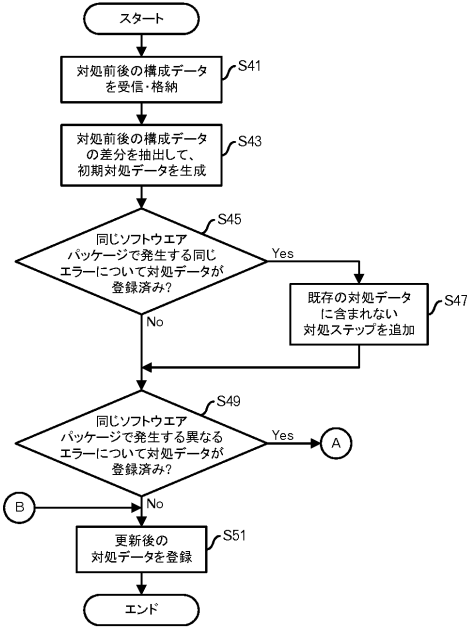 スタート
対処前後の構成データ
を受信・格納
S41
対処前後の構成データ
の差分を抽出して、
初期対処データを生成
S43
S45
同じソフトウエア
パッケージで発生する同じ
エラーについて対処データが
登録済み？
Yes
No
既存の対処データ
に含まれない
対処ステップを追加
S47
S49
同じソフトウエア
パッケージで発生する異なる
エラーについて対処データが
登録済み？
Yes
A
No
B
更新後の
対処データを登録
S51
エンド